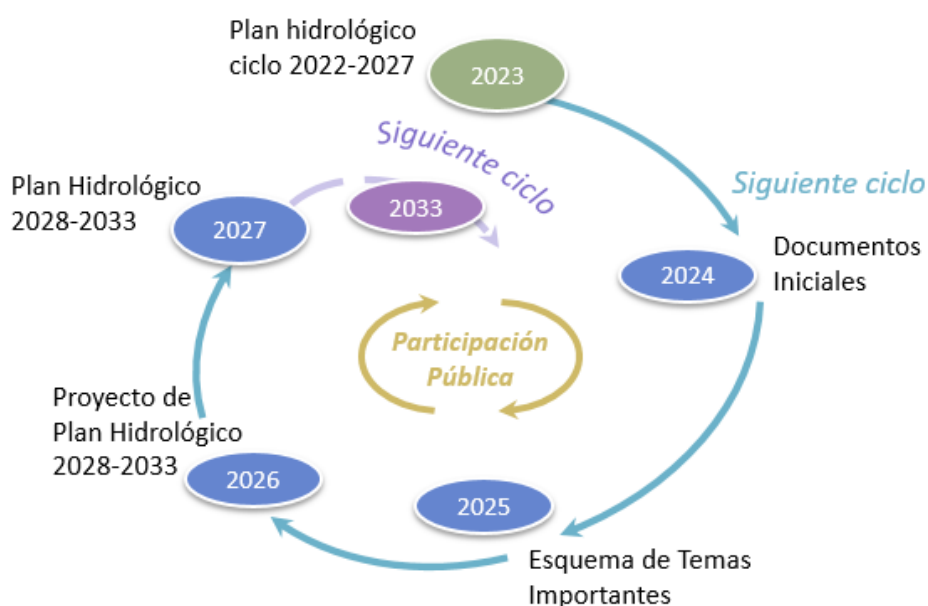 Plan hidrológico
ciclo 2022-2027
2023
Siguiente ciclo
Siguiente ciclo
Plan Hidrológico
2028-2033
2033
2027
Documentos
Iniciales
2024
Participación
Pública
Proyecto de
Plan Hidrológico
2028-2033
2026
2025
Esquema de Temas
Importantes